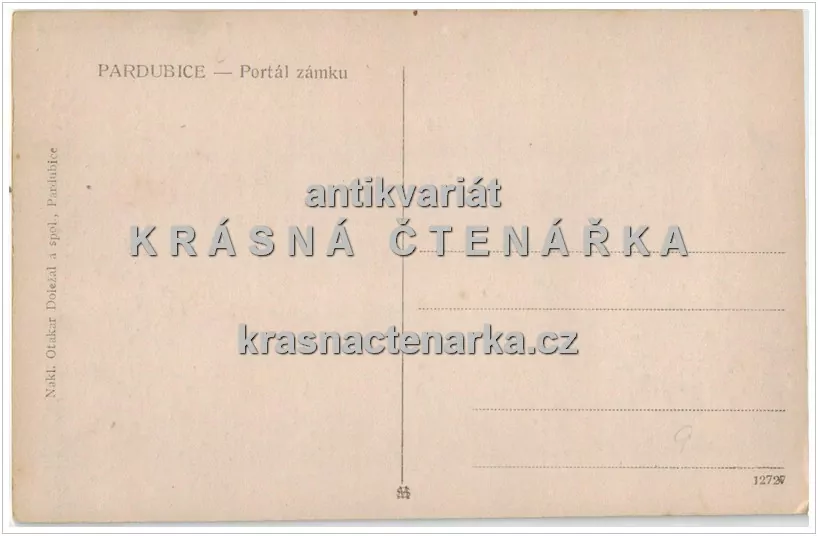 PARDUBICE — Portál zámku
Nakl. Otakar Doležal a spol., Pardubice
antikvariát
KRÁSNÁ ČTENÁŘKA
krasnactenarka.cz
12727